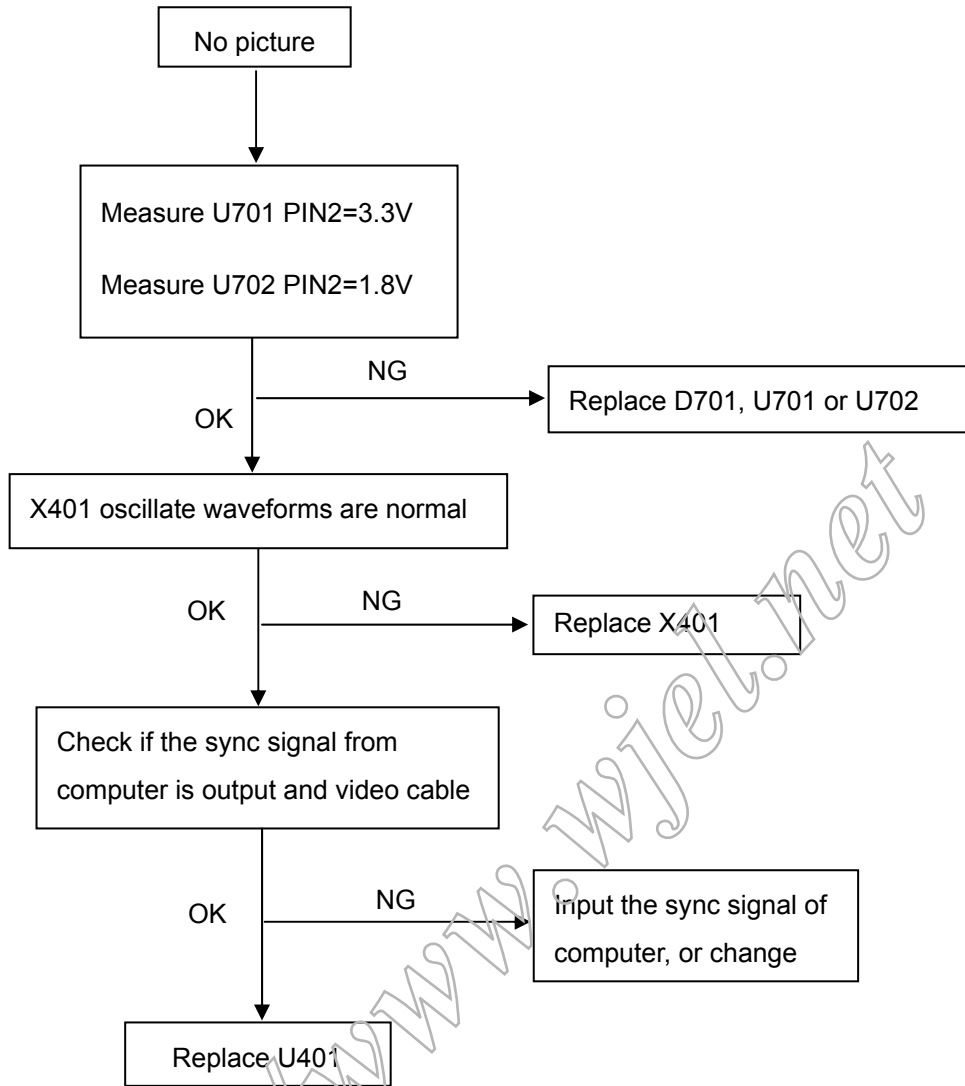 No picture
Measure U701 PIN2=3.3V
Measure U702 PIN2=1.8V
NG
Replace D701, U701 or U702
OK
X401 oscillate waveforms are normal
OK
NG
Replace X401
Check if the sync signal from
computer is output and video cable
OK
NG
Input the sync signal of
computer, or change
Replace U401
www.wjel.net